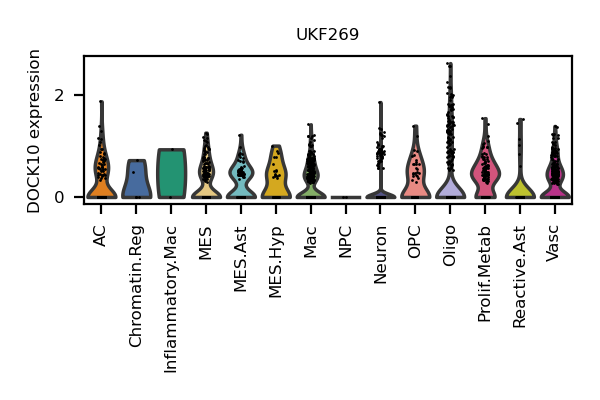 UKF269
DOCK10 expression
2
0
AC
Chromatin.Reg
Inflammatory.Mac
MES
MES.Ast
MES.Hyp
Mac
NPC
Neuron
OPC
Oligo
Prolif.Metab
Reactive.Ast
Vasc